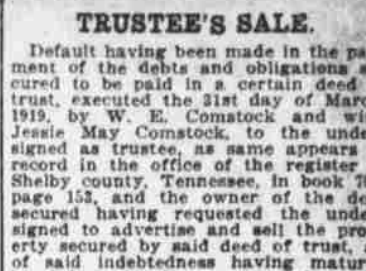 TRUSTEE'S SALE.
Default having been made in the pa
ment of the debts and obligations s
cured to be paid in a certain deed
trust, executed the 31st day of Marc
1919, by W. E. Comstock and wi
Jessie May Comstock, to the unde
signed as trustee, as same appears
record in the office of the register
Shelby county, Tennessee, in book 7
page 153, and the owner of the de
secured having requested the unde
signed to advertise and sell the pro
erty secured by said deed of trust,
of said indebtedness having matur